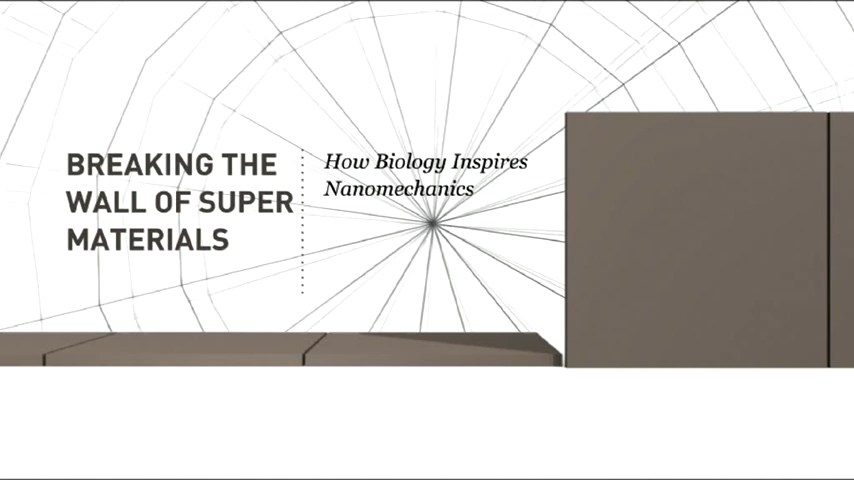 BREAKING THE
WALL OF SUPER
MATERIALS
How Biology Inspires
Nanomechanics